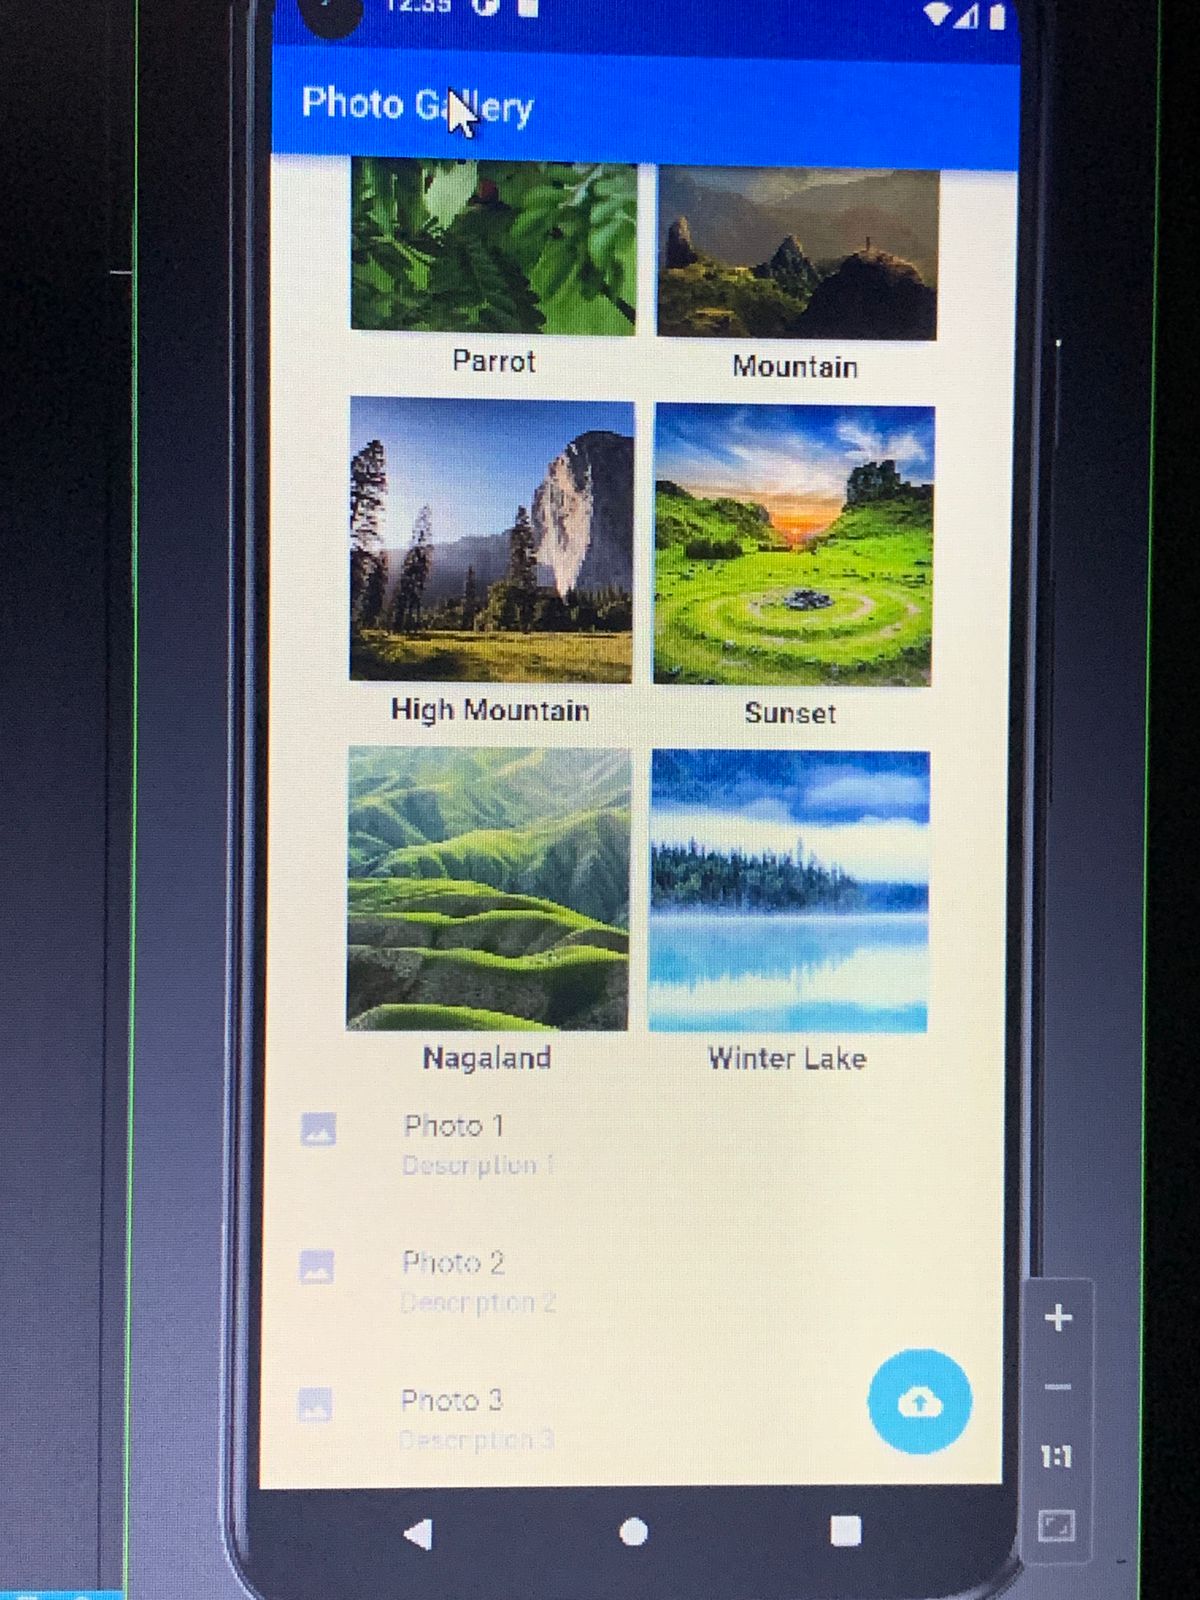 12:35
Photo Gallery
Parrot
Mountain
High Mountain
Sunset
Nagaland
Winter Lake
Photo 1
Description 1
Photo 2
Description 2
Photo 3
Description 3
1:1